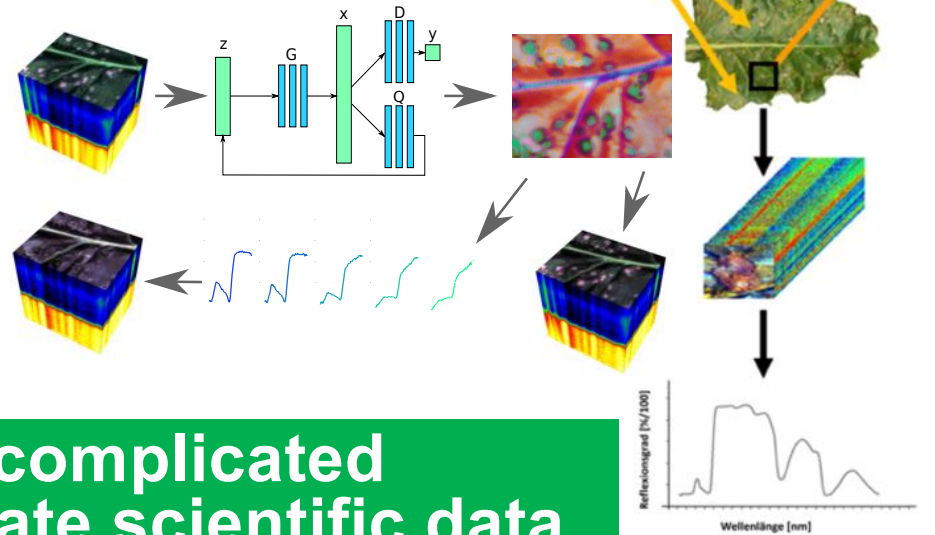 z
G
x
D
y
Q
complicated
ate scientific data
Reflexionsgrad [%/100]
Wellenlänge [nm]